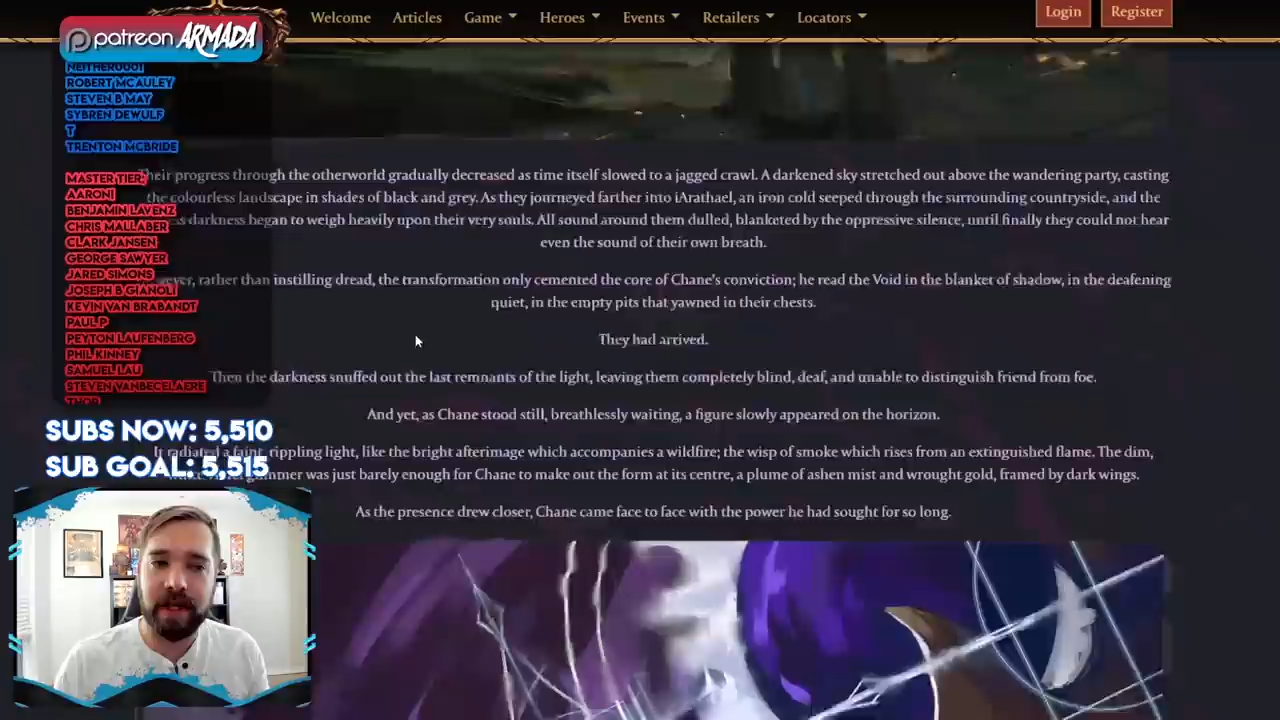 Welcome Articles Game Heroes Events Retailers Locators Login Register
patreon ARMADA
NEITHER0001
ROBERT MCAULEY
STEVEN B MAY
SYBREN DEWULF
T
TRENTON MCBRIDE
MASTER TIER:
AARONJ
BENJAMIN LAVENZ
CHRIS MALLABER
CLARK JANSEN
GEORGE SAWYER
JARED SIMONS
JOSEPH B GIANOLI
KEVIN VAN BRABANDT
PAUL P
PEYTON LAUFENBERG
PHIL KINNEY
SAMUEL LAU
STEVEN VANBECELAERE
THOR
SUBS NOW: 5,510
SUB GOAL: 5,515
Their progress through the otherworld gradually decreased as time itself slowed to a jagged crawl. A darkened sky stretched out above the wandering party, casting
the colourless landscape in shades of black and grey. As they journeyed farther into iArathael, an iron cold seeped through the surrounding countryside, and the
darkness began to weigh heavily upon their very souls. All sound around them dulled, blanketed by the oppressive silence, until finally they could not hear
even the sound of their own breath.
rather than instilling dread, the transformation only cemented the core of Chane's conviction; he read the Void in the blanket of shadow, in the deafening
quiet, in the empty pits that yawned in their chests.
They had arrived.
Then the darkness snuffed out the last remnants of the light, leaving them completely blind, deaf, and unable to distinguish friend from foe.
And yet, as Chane stood still, breathlessly waiting, a figure slowly appeared on the horizon.
It radiated a faint, rippling light, like the bright afterimage which accompanies a wildfire; the wisp of smoke which rises from an extinguished flame. The dim,
was just barely enough for Chane to make out the form at its centre, a plume of ashen mist and wrought gold, framed by dark wings.
As the presence drew closer, Chane came face to face with the power he had sought for so long.